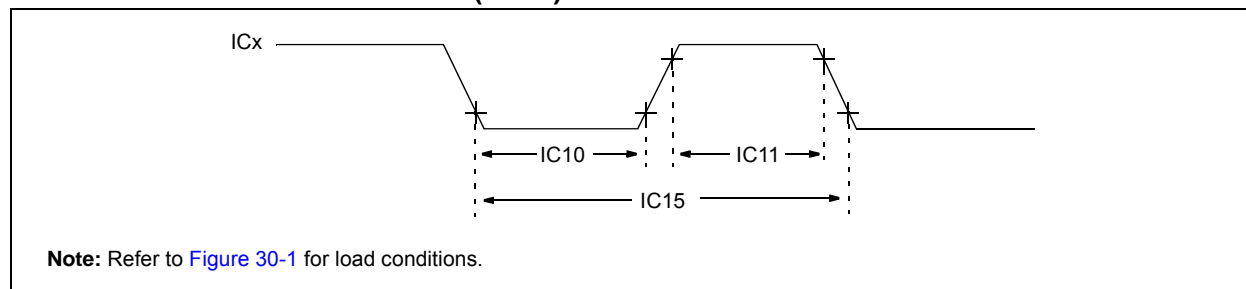 ICx
IC10
IC11
IC15
Note: Refer to Figure 30-1 for load conditions.